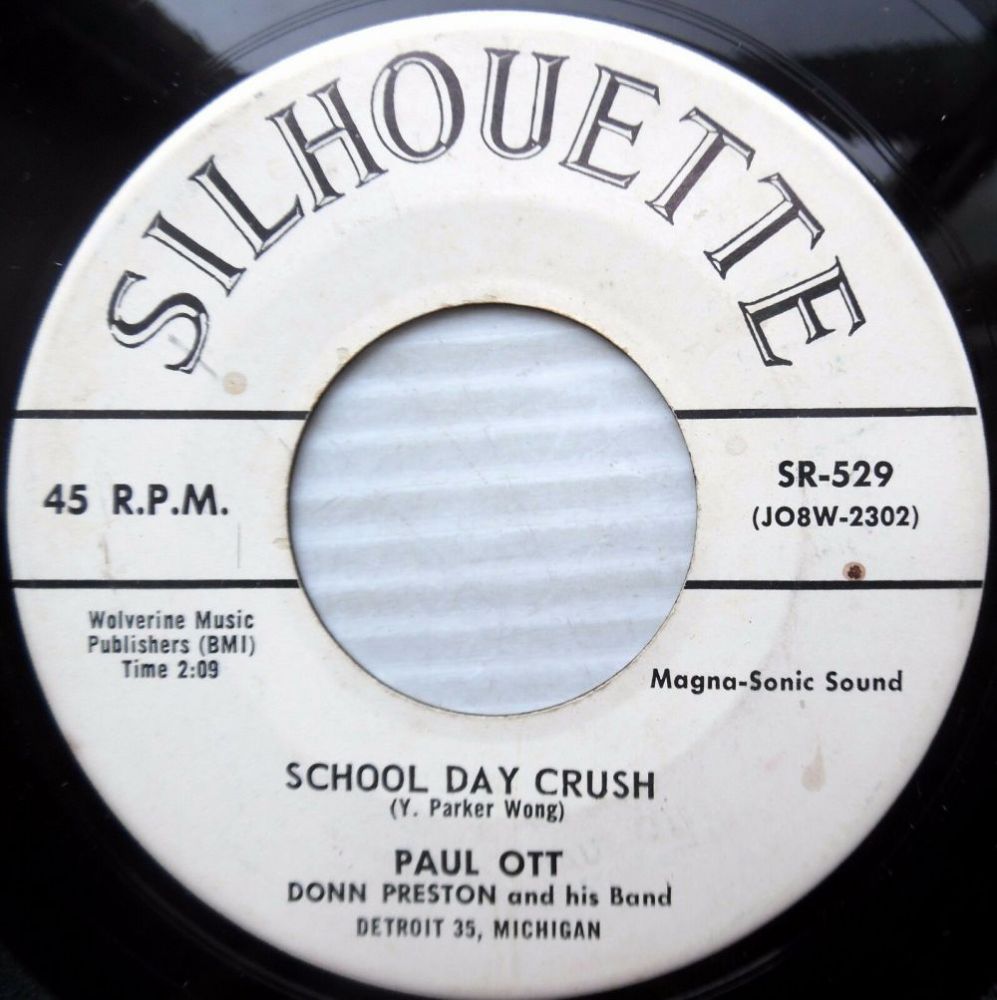 SILHOUETTE
45 R.P.M.
SR-529
(JO8W-2302)
Wolverine Music
Publishers (BMI)
Time 2:09
Magna-Sonic Sound
SCHOOL DAY CRUSH
(Y. Parker Wong)
PAUL OTT
DONN PRESTON and his Band
DETROIT 35, MICHIGAN